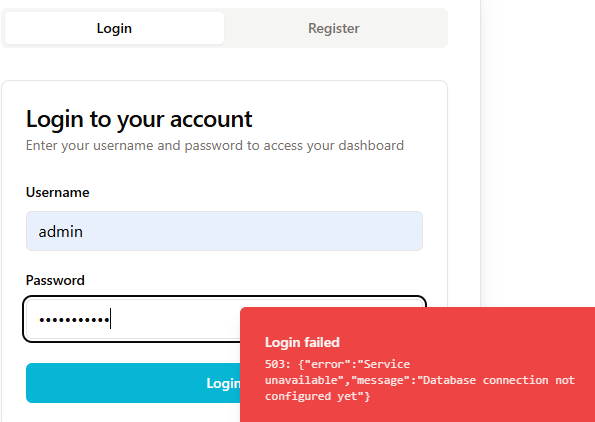 Login Register
Login to your account
Enter your username and password to access your dashboard
Username
admin
Password
•••••••••••
Login
Login failed
503: {"error":"Service
unavailable","message":"Database connection not
configured yet"}